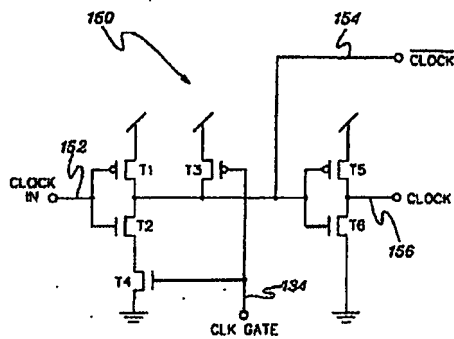 150
154
CLOCK
152
T1
T3
T5
CLOCK
IN
T2
T6
CLOCK
156
T4
134
CLK GATE